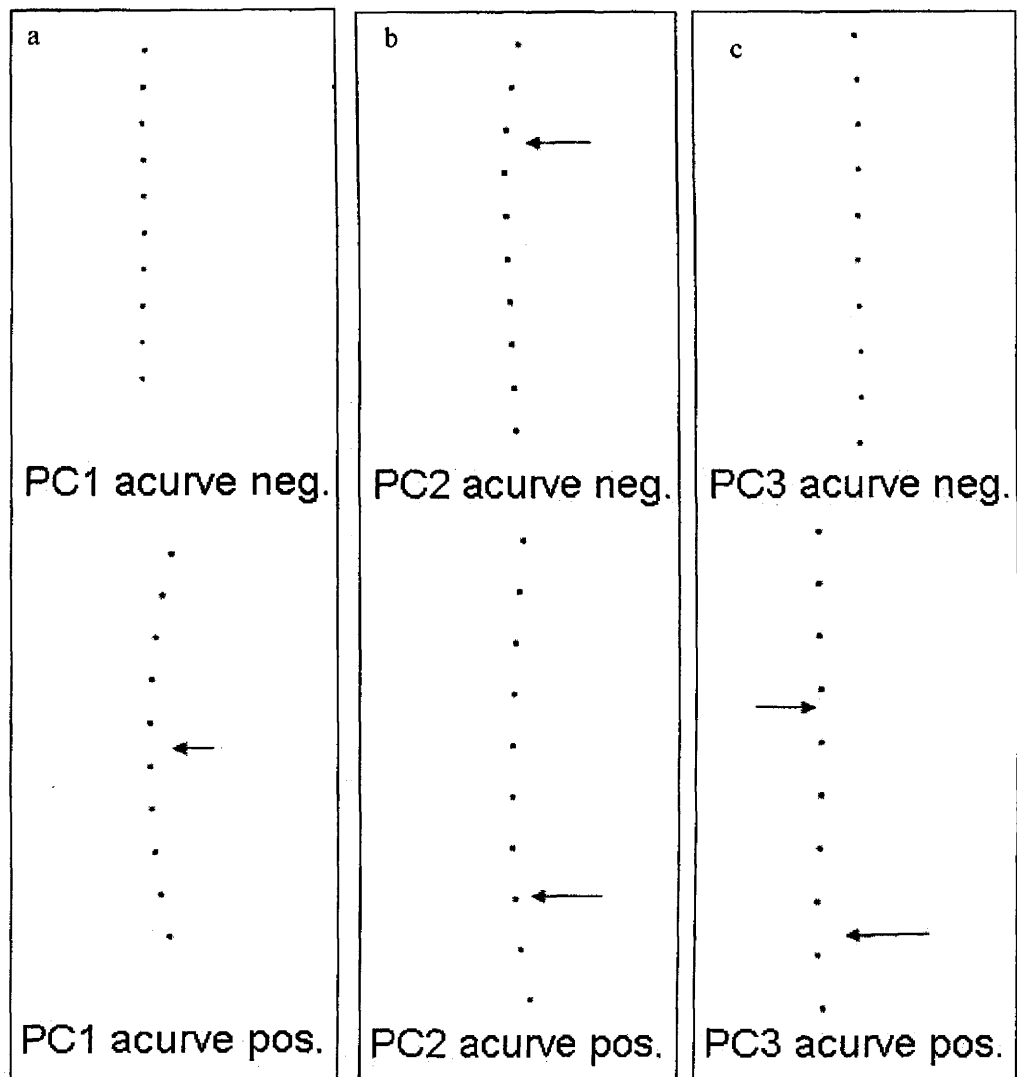 a
PC1 acurve neg.
PC1 acurve pos.
b
PC2 acurve neg.
PC2 acurve pos.
c
PC3 acurve neg.
PC3 acurve pos.